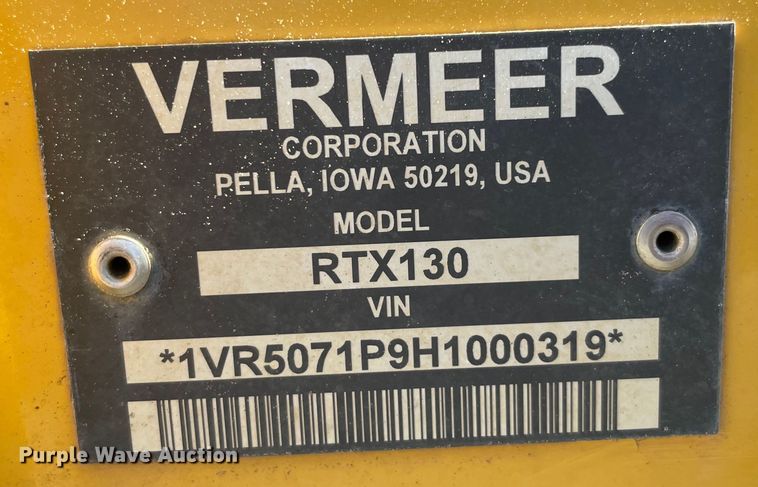 VERMEER
CORPORATION
PELLA, IOWA 50219, USA
MODEL
RTX130
VIN
*1VR5071P9H1000319*
Purple Wave Auction